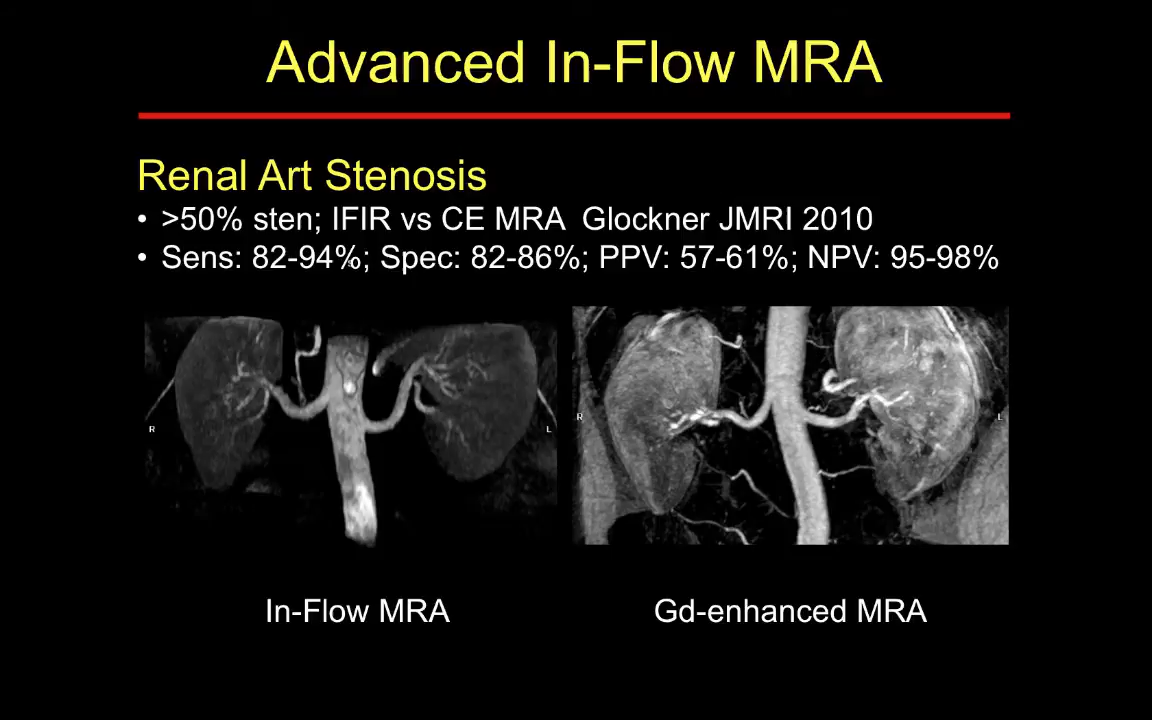 Advanced In-Flow MRA
Renal Art Stenosis
• >50% sten; IFIR vs CE MRA Glockner JMRI 2010
• Sens: 82-94%; Spec: 82-86%; PPV: 57-61%; NPV: 95-98%
R L
R L
In-Flow MRA
Gd-enhanced MRA